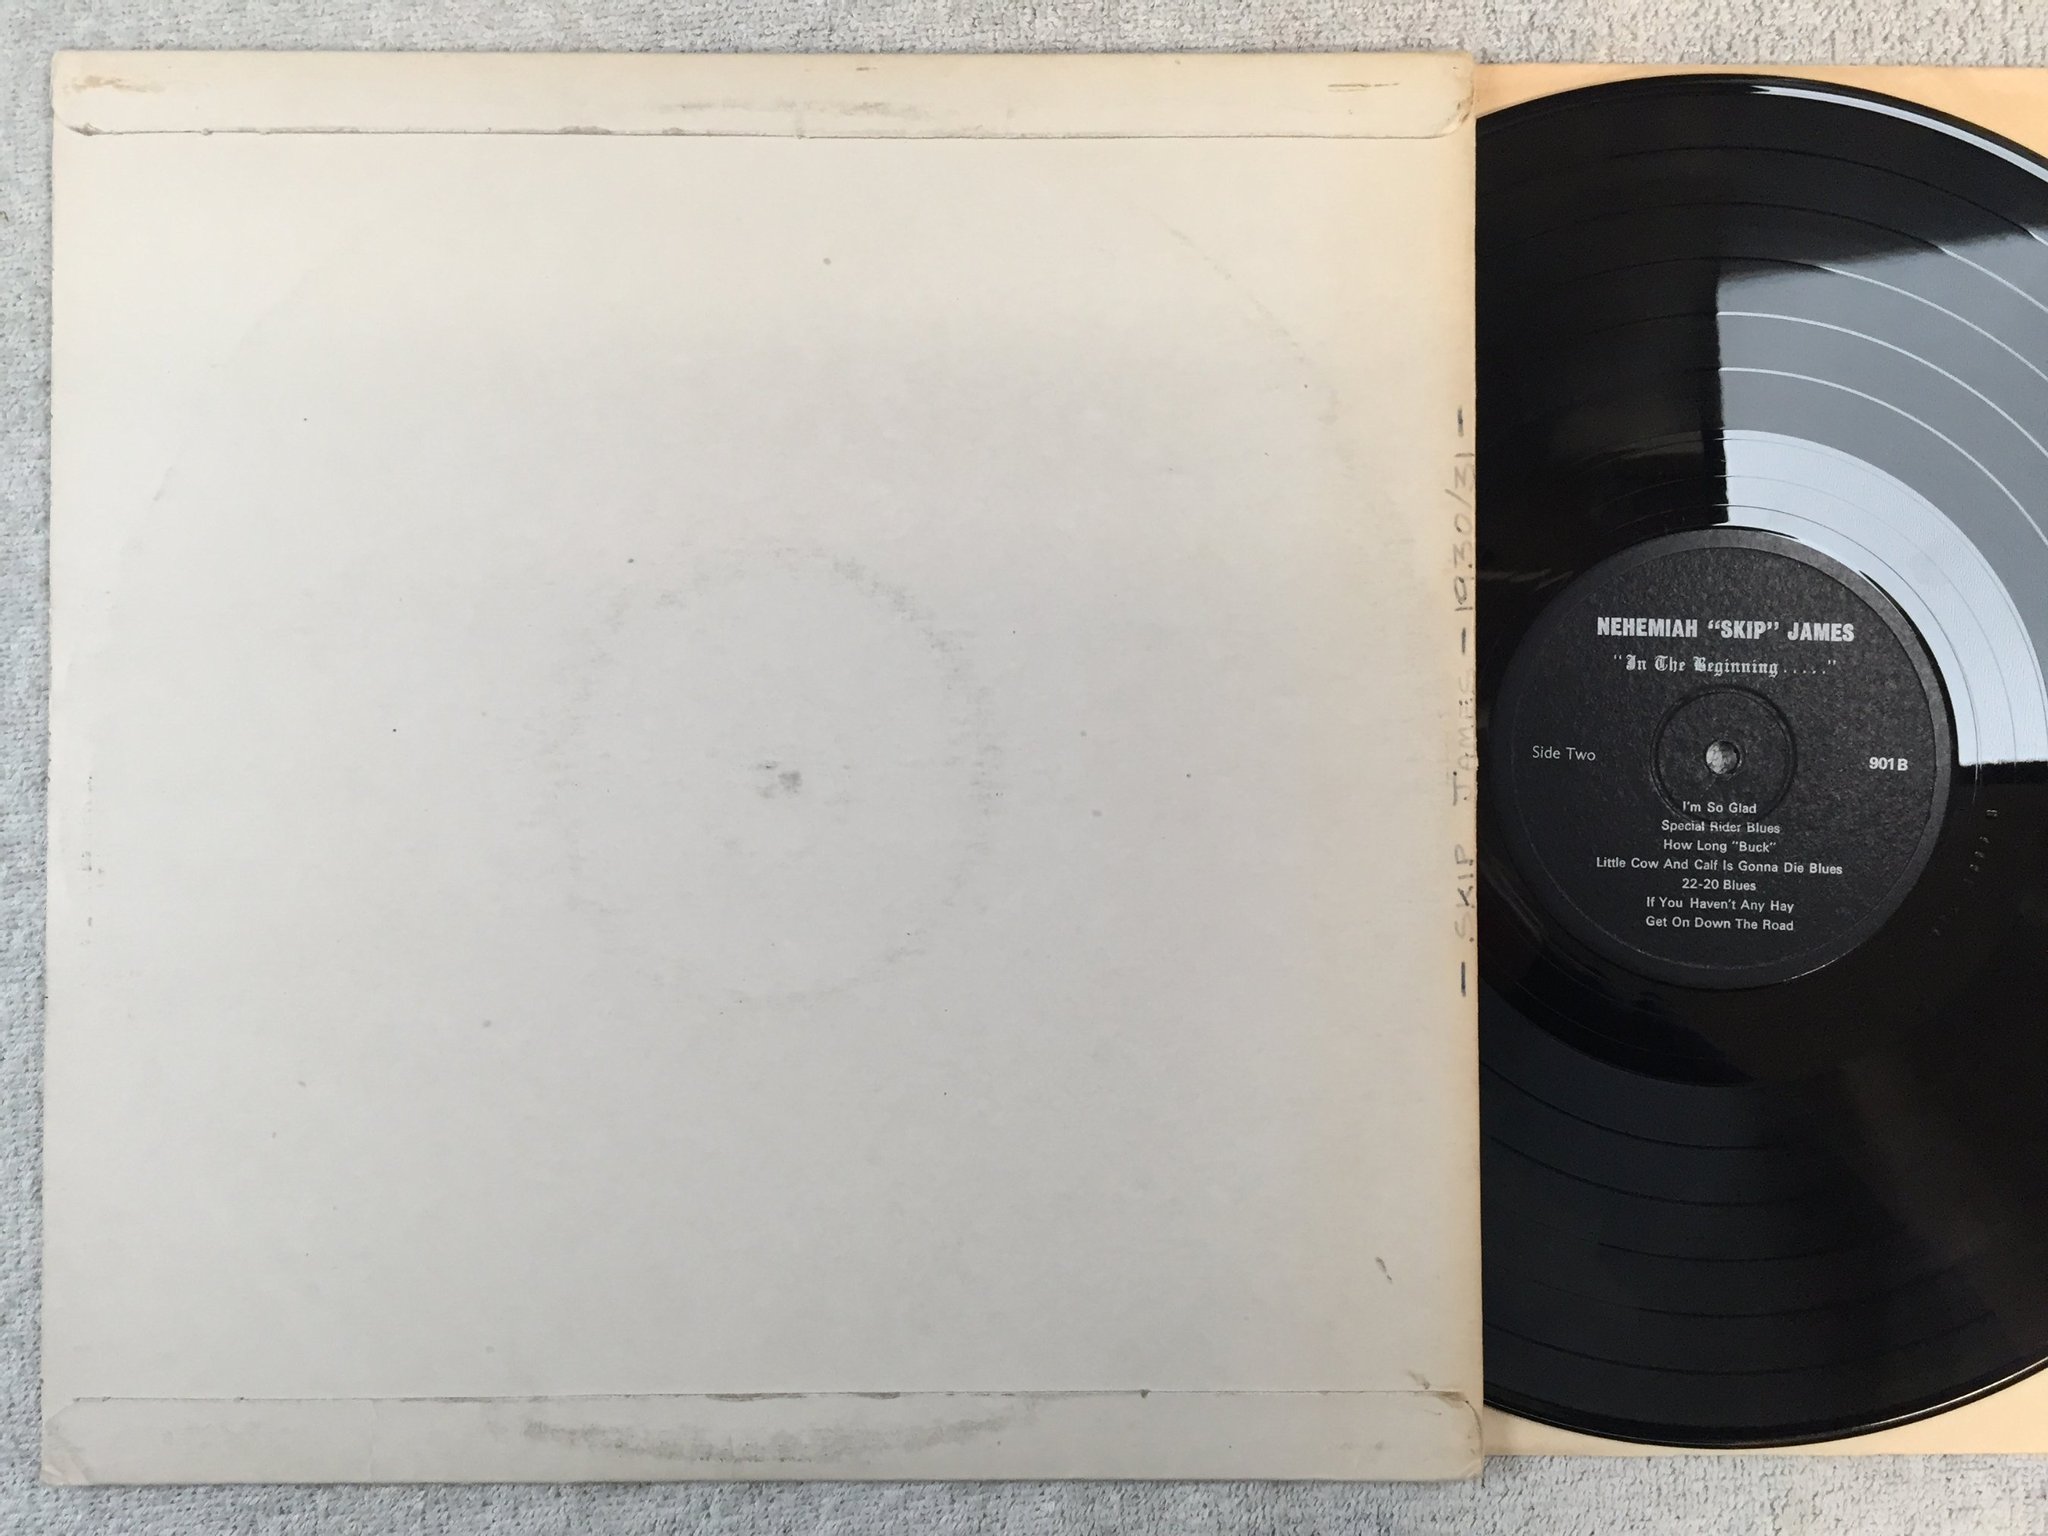 - SKIP JAMES - 1930/31 -
NEHEMIAH “SKIP” JAMES
“In The Beginning.....”
Side Two
901 B
I'm So Glad
Special Rider Blues
How Long "Buck"
Little Cow And Calf Is Gonna Die Blues
22-20 Blues
If You Haven't Any Hay
Get On Down The Road